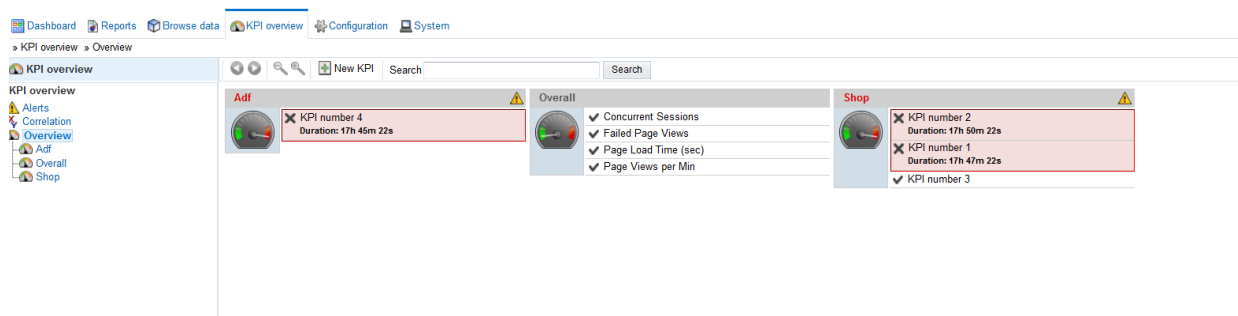 Dashboard Reports Browse data KPI overview Configuration System
» KPI overview » Overview
KPI overview
New KPI Search Search
KPI overview
Alerts
Correlation
Overview
Adf
Overall
Shop
Adf
KPI number 4
Duration: 17h 45m 22s
Overall
Concurrent Sessions
Failed Page Views
Page Load Time (sec)
Page Views per Min
Shop
KPI number 2
Duration: 17h 50m 22s
KPI number 1
Duration: 17h 47m 22s
KPI number 3